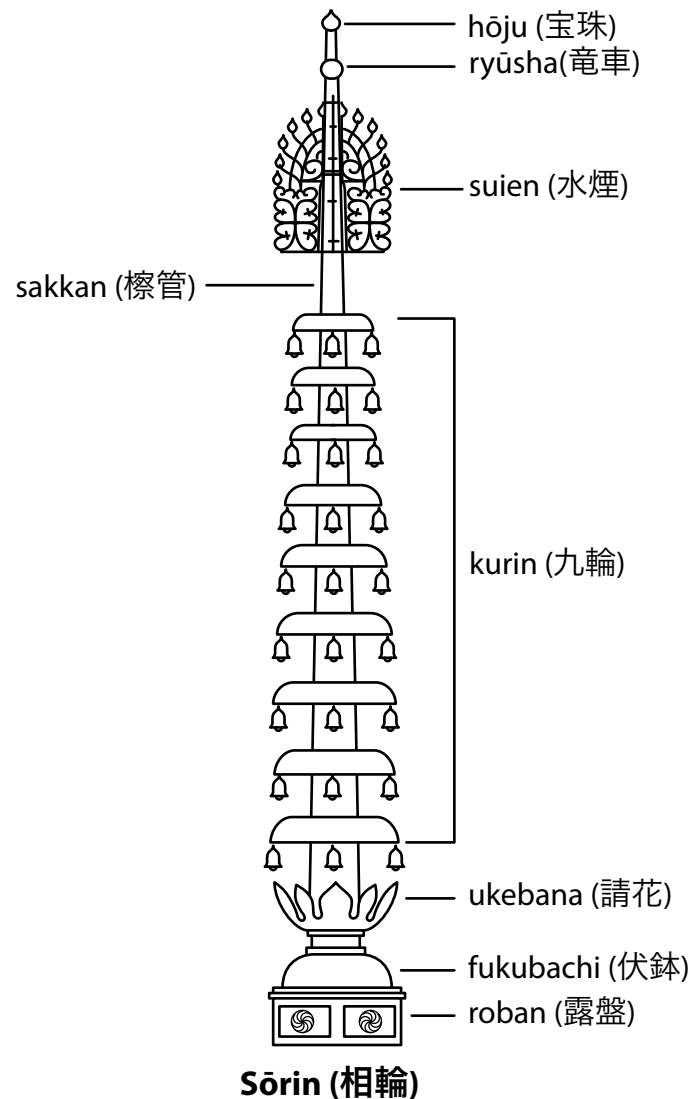 hōju (宝珠)
ryūsha(竜車)
suien (水煙)
sakkan (檫管)
kurin (九輪)
ukebana (請花)
fukubachi (伏鉢)
roban (露盤)
Sōrin (相輪)